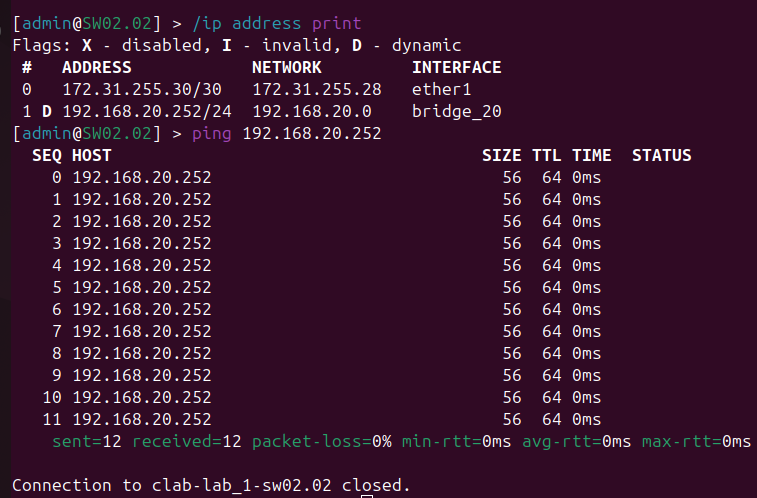 [admin@SW02.02] > /ip address print
Flags: X - disabled, I - invalid, D - dynamic
# ADDRESS NETWORK INTERFACE
0 172.31.255.30/30 172.31.255.28 ether1
1 D 192.168.20.252/24 192.168.20.0 bridge_20
[admin@SW02.02] > ping 192.168.20.252
SEQ HOST SIZE TTL TIME STATUS
0 192.168.20.252 56 64 0ms
1 192.168.20.252 56 64 0ms
2 192.168.20.252 56 64 0ms
3 192.168.20.252 56 64 0ms
4 192.168.20.252 56 64 0ms
5 192.168.20.252 56 64 0ms
6 192.168.20.252 56 64 0ms
7 192.168.20.252 56 64 0ms
8 192.168.20.252 56 64 0ms
9 192.168.20.252 56 64 0ms
10 192.168.20.252 56 64 0ms
11 192.168.20.252 56 64 0ms
sent=12 received=12 packet-loss=0% min-rtt=0ms avg-rtt=0ms max-rtt=0ms
Connection to clab-lab_1-sw02.02 closed.